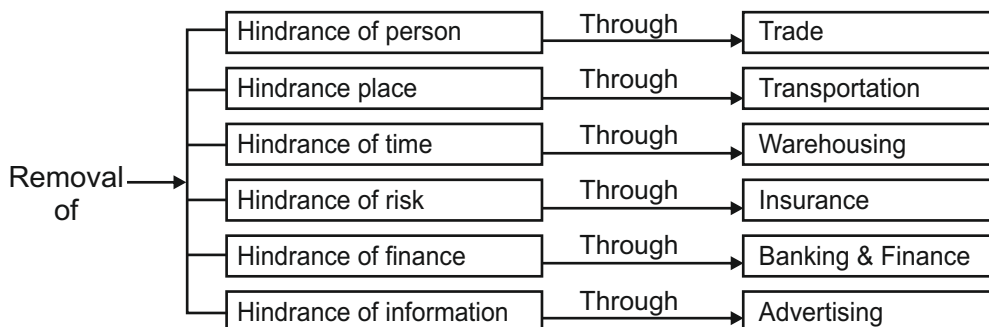 Hindrance of person Through Trade
Hindrance place Through Transportation
Hindrance of time Through Warehousing
Removal of
Hindrance of risk Through Insurance
Hindrance of finance Through Banking & Finance
Hindrance of information Through Advertising